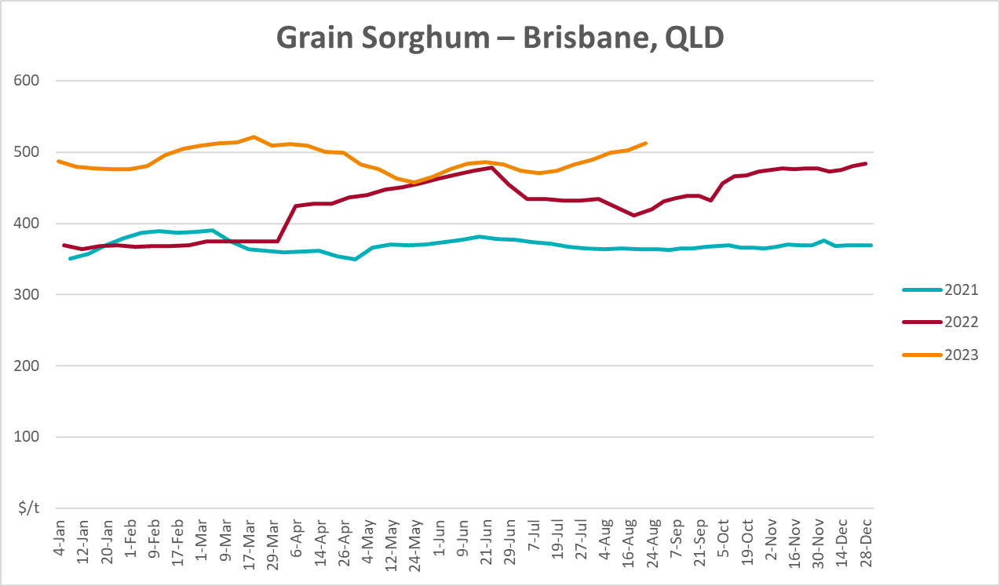 Grain Sorghum – Brisbane, QLD
600
500
400
300
200
100
$/t
4-Jan
12-Jan
20-Jan
1-Feb
9-Feb
17-Feb
1-Mar
9-Mar
17-Mar
29-Mar
6-Apr
14-Apr
26-Apr
4-May
12-May
24-May
1-Jun
9-Jun
21-Jun
29-Jun
7-Jul
19-Jul
27-Jul
4-Aug
16-Aug
24-Aug
7-Sep
21-Sep
5-Oct
19-Oct
2-Nov
16-Nov
30-Nov
14-Dec
28-Dec
2021
2022
2023